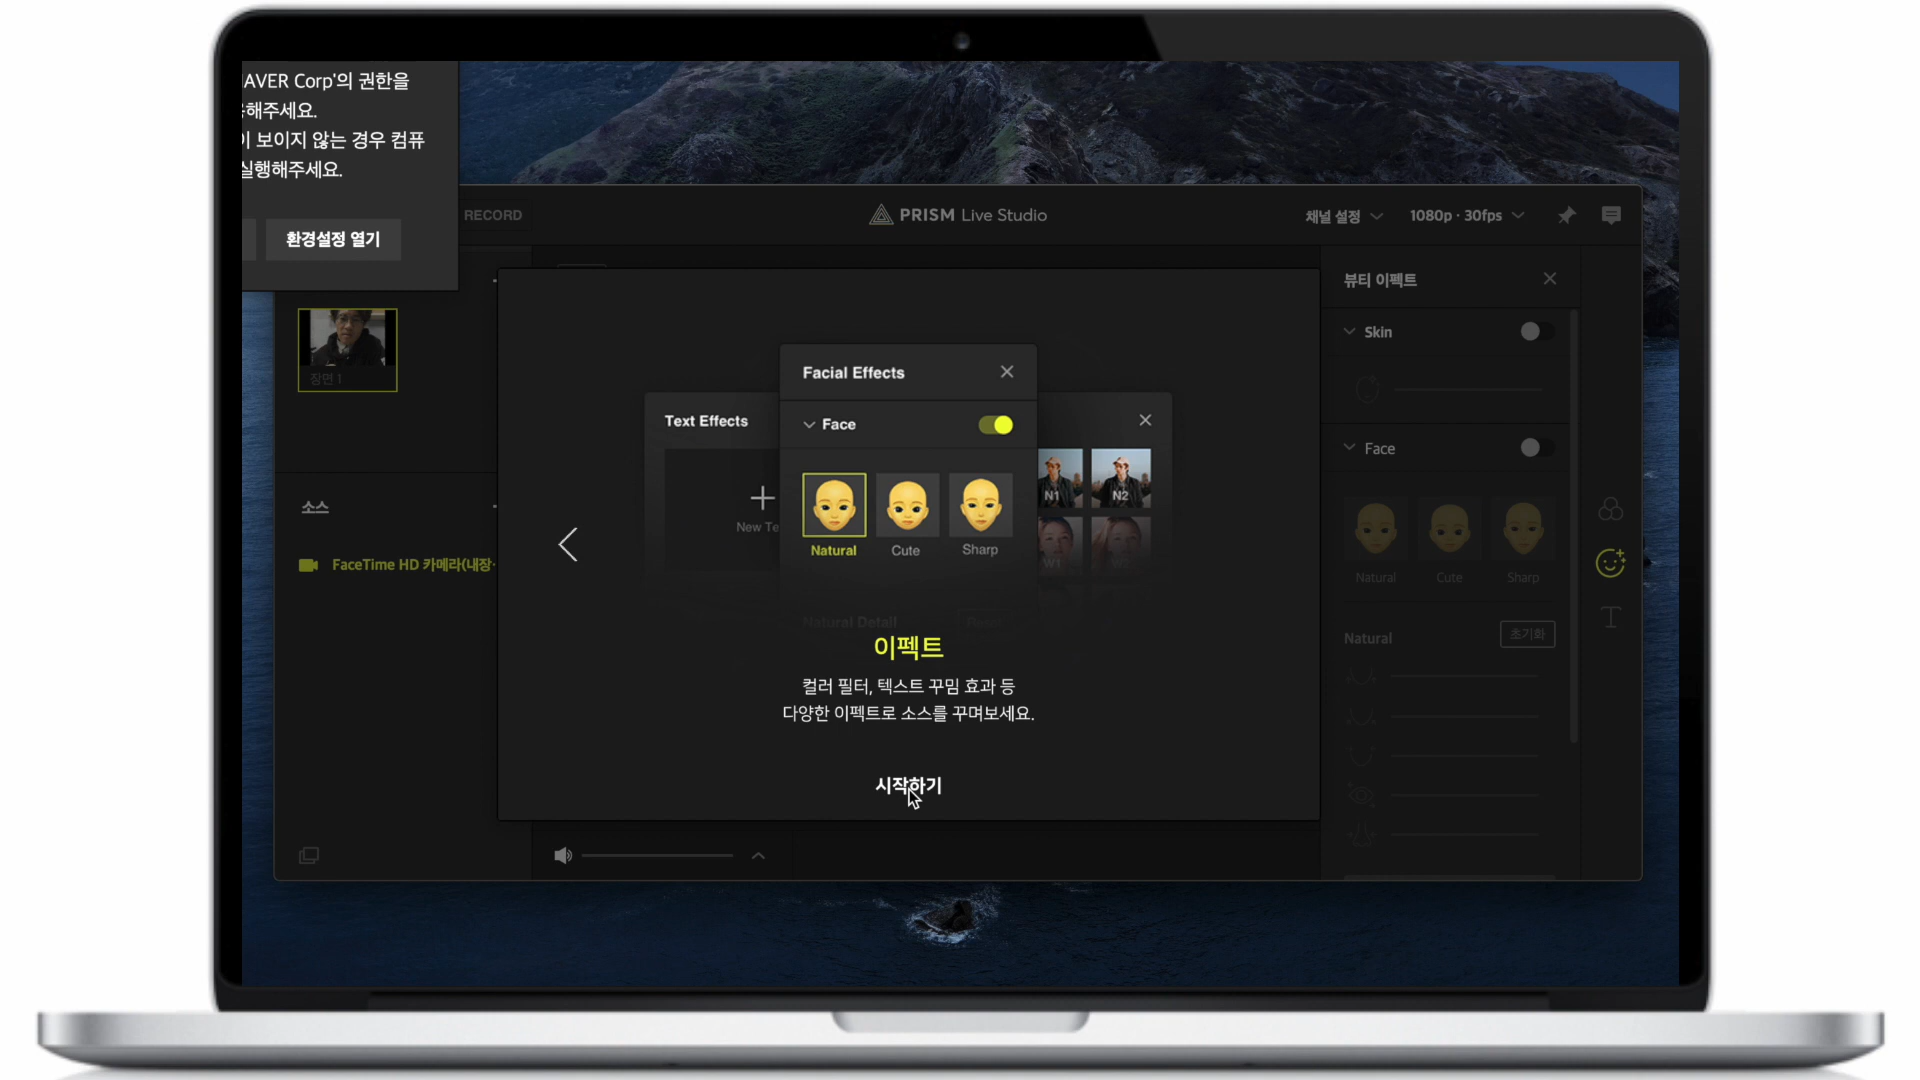 AVER Corp'의 권한을
해주세요.
이 보이지 않는 경우 컴퓨
실행해주세요.
환경설정 열기
RECORD
PRISM Live Studio
채널 설정
1080p · 30fps
장면 1
소스
FaceTime HD 카메라(내장
Text Effects
New Te
Facial Effects
Face
Natural
Cute
Sharp
N1
N2
W1
Natural Detail
이펙트
컬러 필터, 텍스트 꾸밈 효과 등
다양한 이펙트로 소스를 꾸며보세요.
시작하기
뷰티 이펙트
Skin
Face
Natural
Cute
Sharp
Natural
초기화